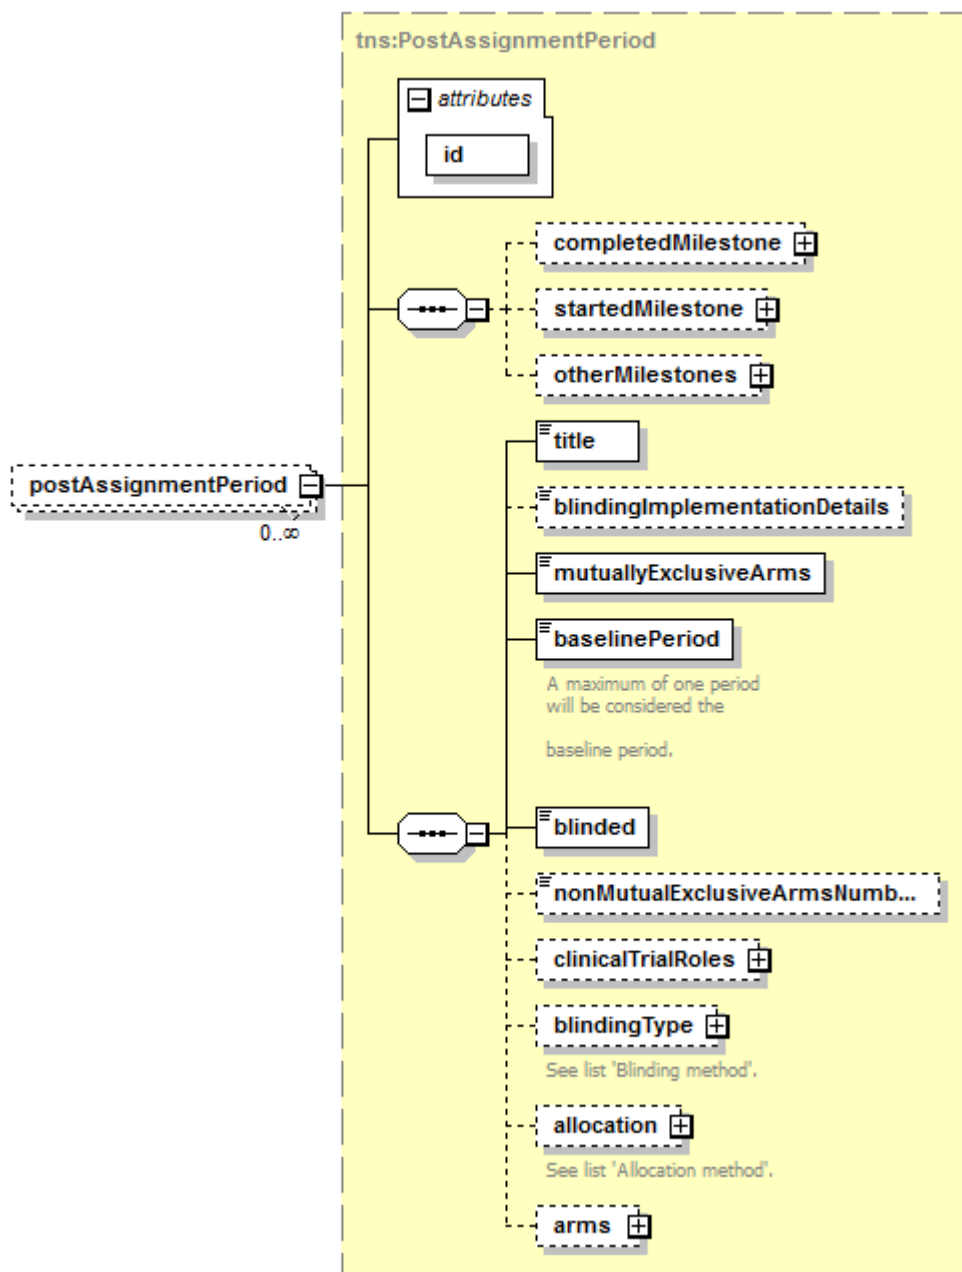 tns:PostAssignmentPeriod
attributes
id
completedMilestone
startedMilestone
otherMilestones
title
postAssignmentPeriod
0..∞
blindingImplementationDetails
mutuallyExclusiveArms
baselinePeriod
A maximum of one period
will be considered the
baseline period.
blinded
nonMutualExclusiveArmsNumb...
clinicalTrialRoles
blindingType
See list 'Blinding method'.
allocation
See list 'Allocation method'.
arms